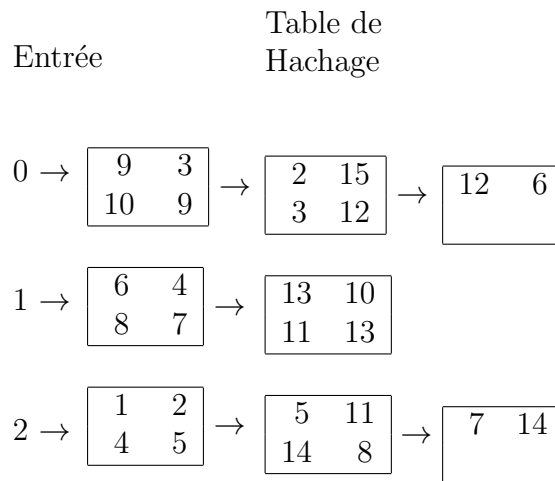 Entrée Table de Hachage
0 → 9 3 → 2 15 → 12 6
10 9 3 12
1 → 6 4 → 13 10
8 7 11 13
2 → 1 2 → 5 11 → 7 14
4 5 14 8